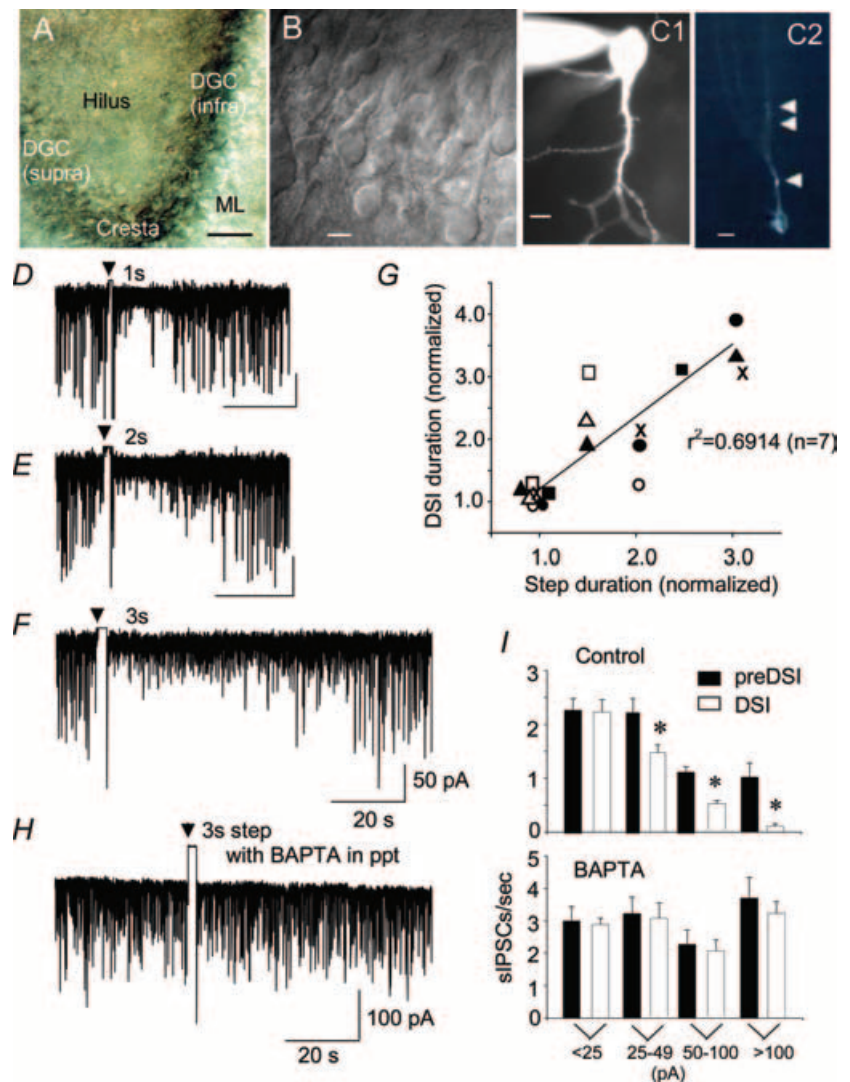 A
Hilus
DGC
(infra)
DGC
(supra)
ML
Cresta
B
C1
C2
D
1s
E
2s
F
3s
50 pA
20 s
G
4.0
3.0
2.0
1.0
DSI duration (normalized)
r²=0.6914 (n=7)
1.0 2.0 3.0
Step duration (normalized)
H
3s step
with BAPTA in ppt
100 pA
20 s
I
Control
preDSI
DSI
3
2
1
0
* * *
BAPTA
5
4
3
2
1
0
sIPSCs/sec
<25 25-49 50-100 >100
(pA)